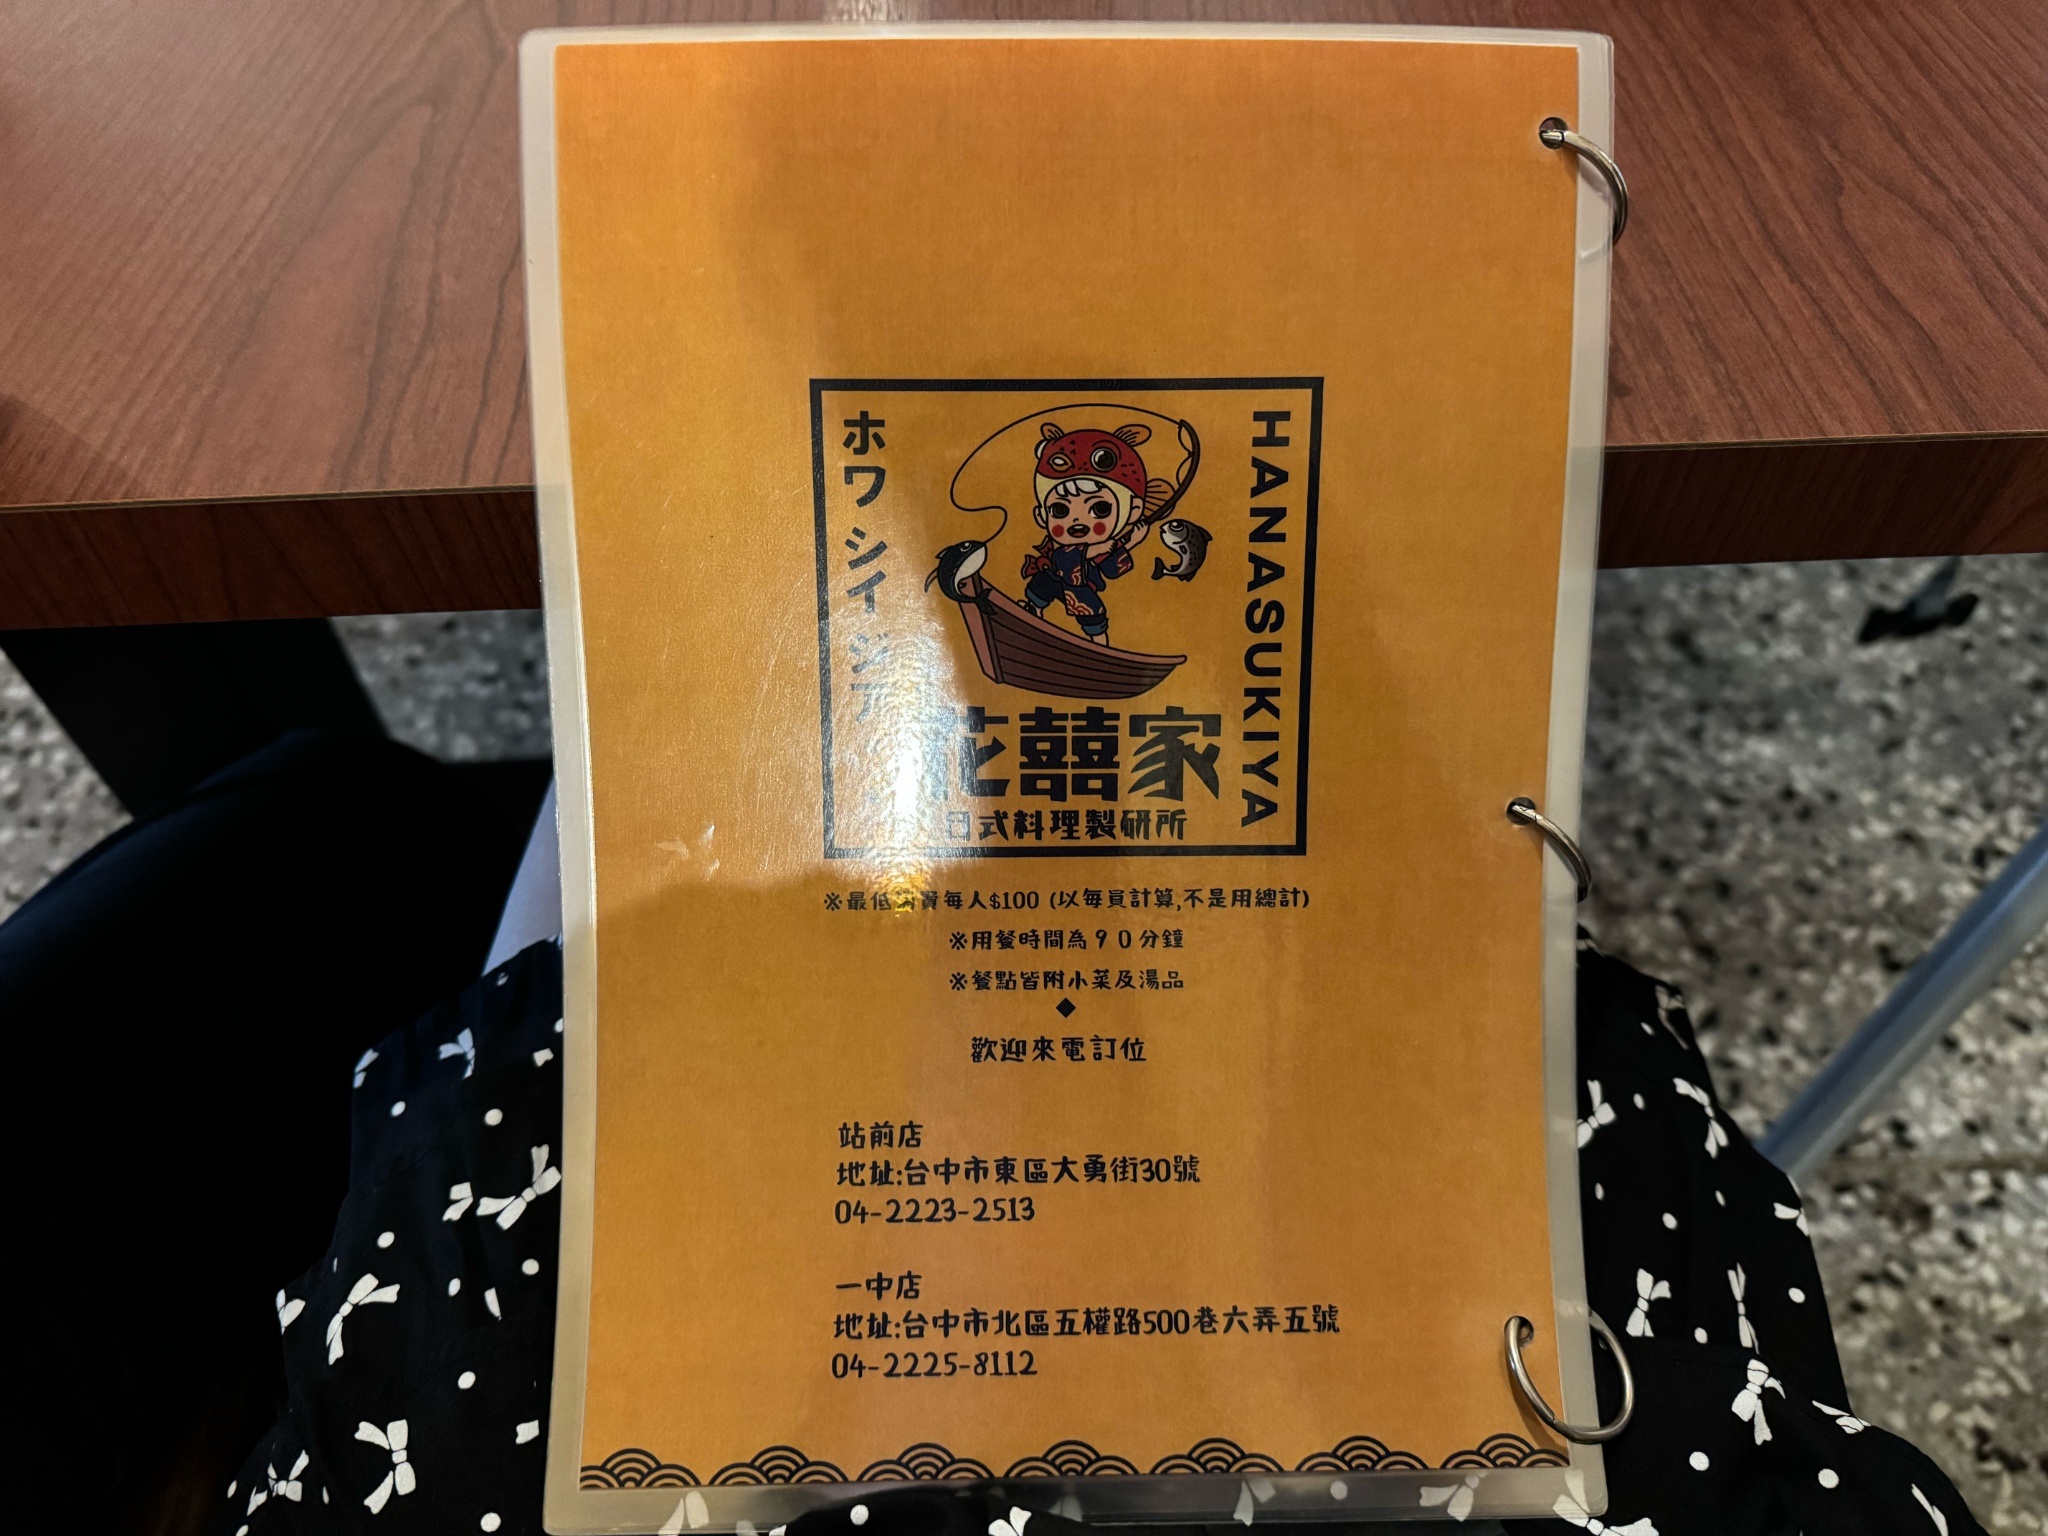 ホワシイジア
HANASUKIYA
花囍家
日式料理製研所
※最低消費每人$100 (以每員計算,不是用總計)
※用餐時間為90分鐘
※餐點皆附小菜及湯品
◆
歡迎來電訂位
站前店
地址:台中市東區大勇街30號
04-2223-2513
一中店
地址:台中市北區五權路500巷六弄五號
04-2225-8112